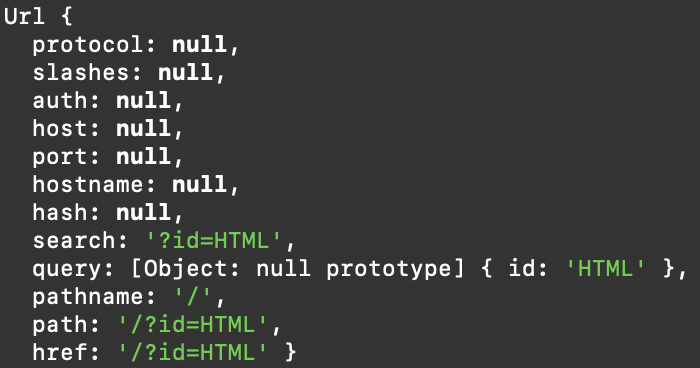 Url {
  protocol: null,
  slashes: null,
  auth: null,
  host: null,
  port: null,
  hostname: null,
  hash: null,
  search: '?id=HTML',
  query: [Object: null prototype] { id: 'HTML' },
  pathname: '/',
  path: '/?id=HTML',
  href: '/?id=HTML' }